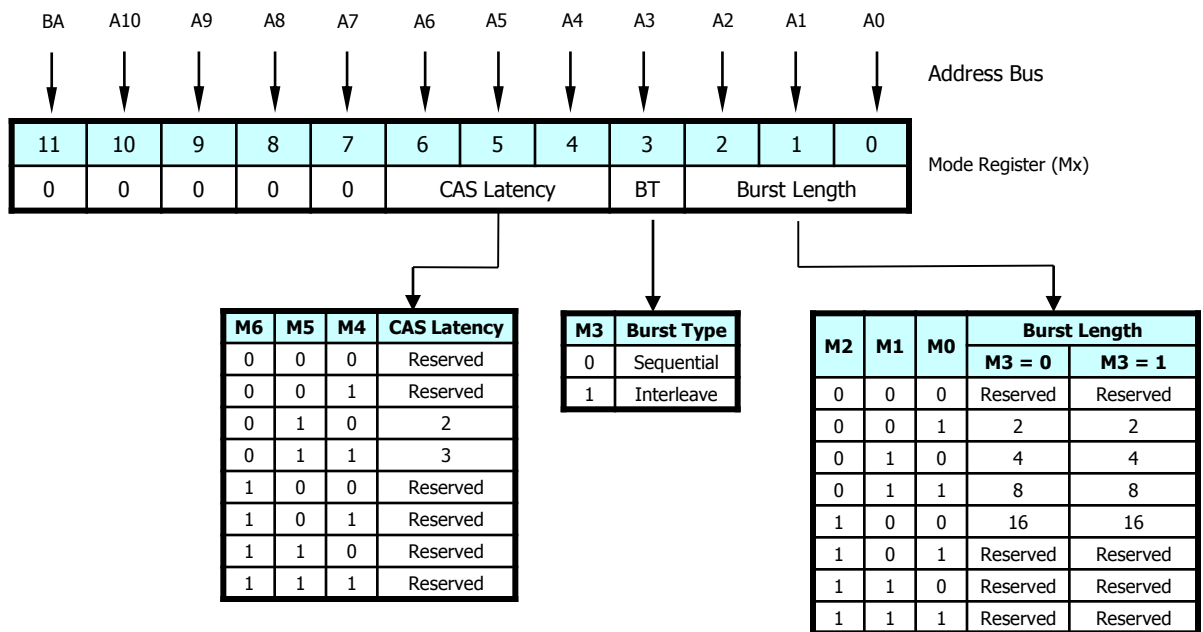 BA A10 A9 A8 A7 A6 A5 A4 A3 A2 A1 A0
Address Bus
11 10 9 8 7 6 5 4 3 2 1 0
Mode Register (Mx)
0 0 0 0 0 CAS Latency BT Burst Length
M6 M5 M4 CAS Latency
0 0 0 Reserved
0 0 1 Reserved
0 1 0 2
0 1 1 3
1 0 0 Reserved
1 0 1 Reserved
1 1 0 Reserved
1 1 1 Reserved
M3 Burst Type
0 Sequential
1 Interleave
M2 M1 M0 Burst Length
M3 = 0 M3 = 1
0 0 0 Reserved Reserved
0 0 1 2 2
0 1 0 4 4
0 1 1 8 8
1 0 0 16 16
1 0 1 Reserved Reserved
1 1 0 Reserved Reserved
1 1 1 Reserved Reserved